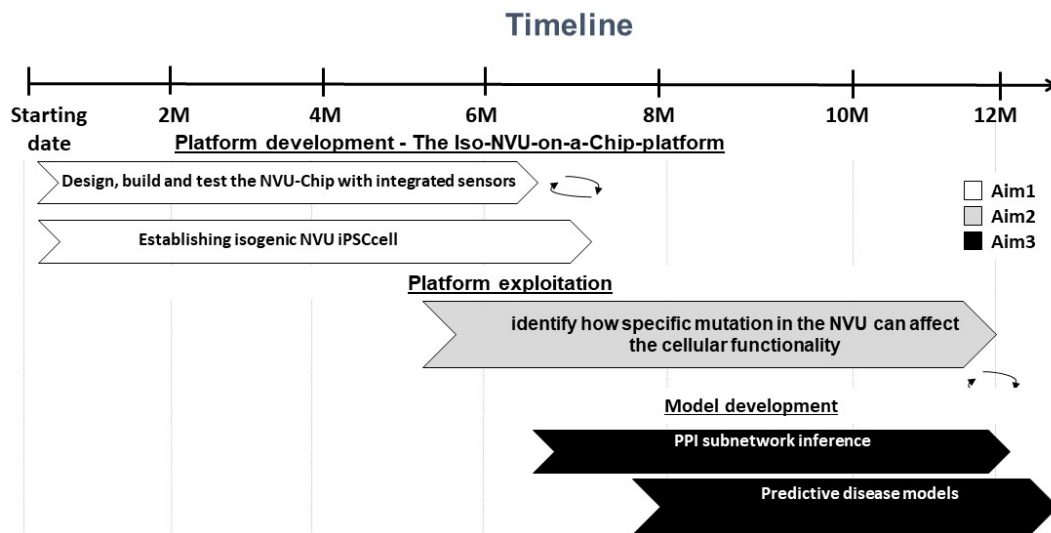 Timeline
Starting date
2M
4M
6M
8M
10M
12M
Platform development - The Iso-NVU-on-a-Chip-platform
Design, build and test the NVU-Chip with integrated sensors
Aim1
Aim2
Aim3
Establishing isogenic NVU iPSCcell
Platform exploitation
identify how specific mutation in the NVU can affect
the cellular functionality
Model development
PPI subnetwork inference
Predictive disease models